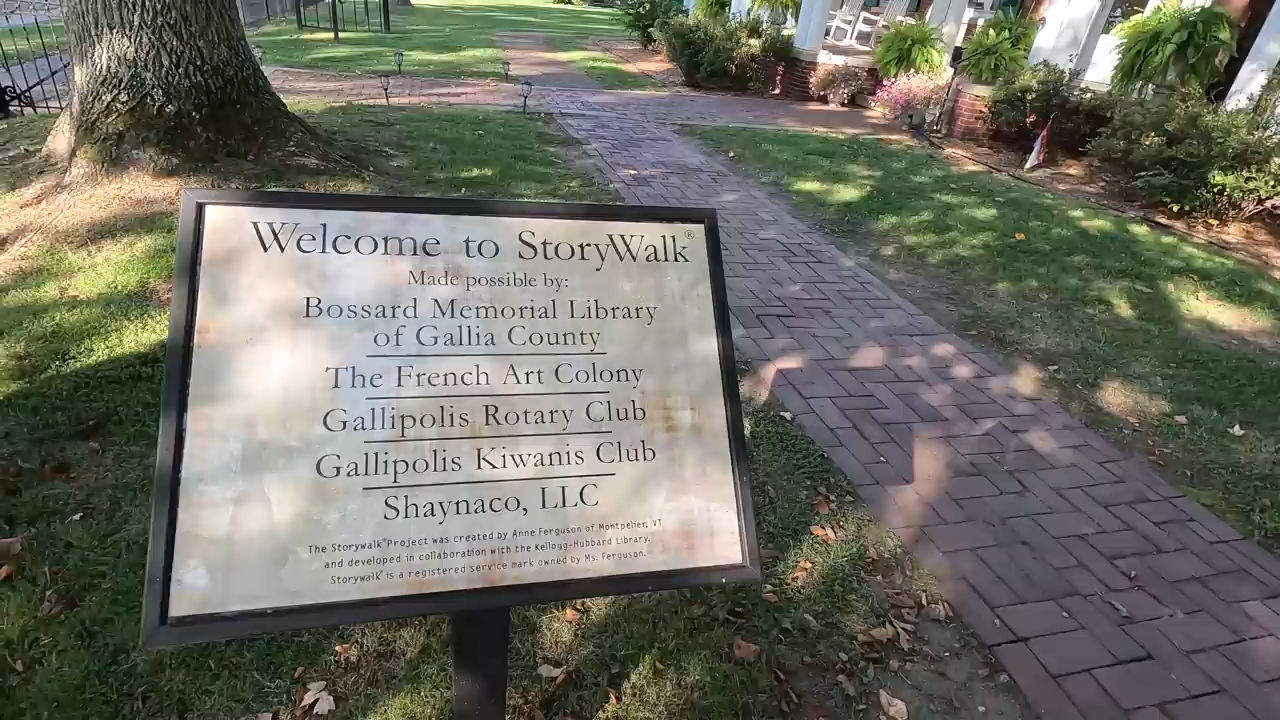 Welcome to StoryWalk®
Made possible by:
Bossard Memorial Library
of Gallia County
The French Art Colony
Gallipolis Rotary Club
Gallipolis Kiwanis Club
Shaynaco, LLC
The Storywalk® Project was created by Anne Ferguson of Montpelier, VT
and developed in collaboration with the Kellogg-Hubbard Library.
Storywalk® is a registered service mark owned by Ms. Ferguson.